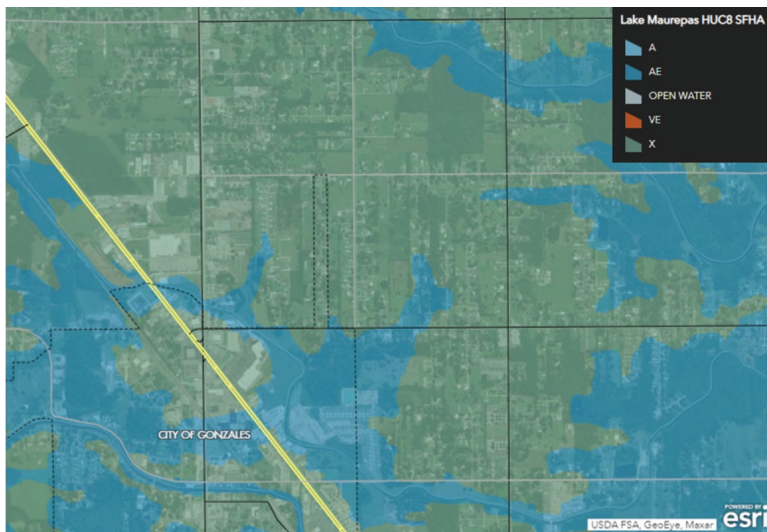 Lake Maurepas HUC8 SFHA
A
AE
OPEN WATER
VE
X
CITY OF GONZALES
USDA FSA, GeoEye, Maxar
POWERED BY
esri